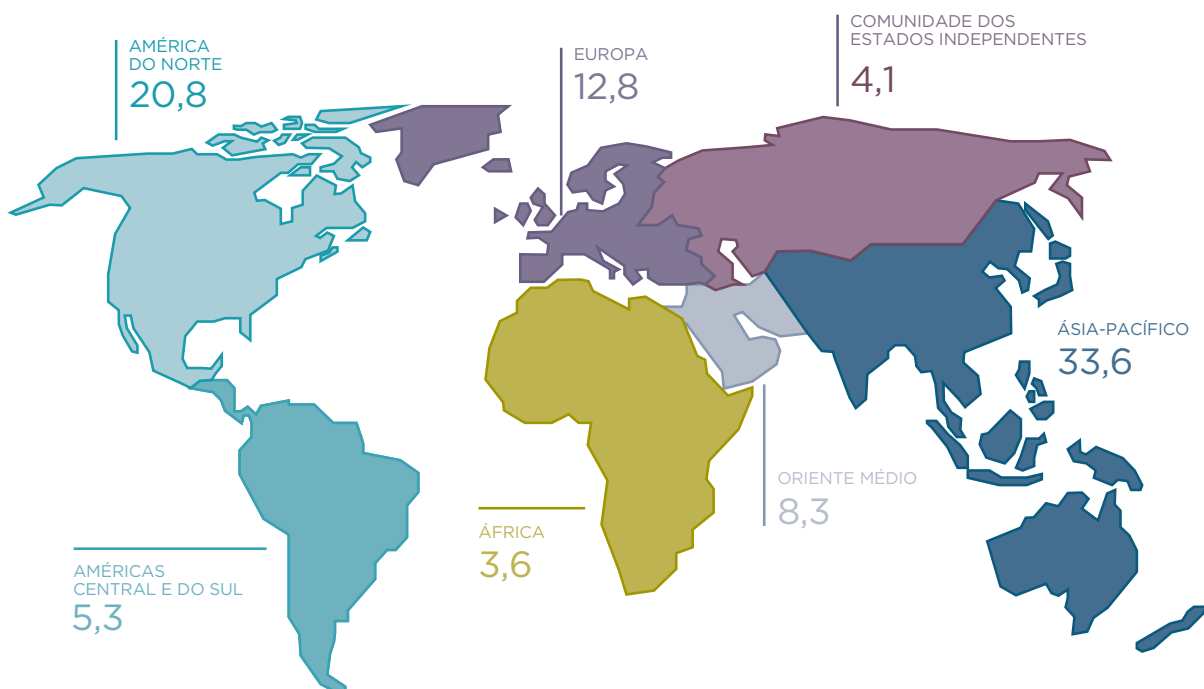 AMÉRICA
DO NORTE
20,8
EUROPA
12,8
COMUNIDADE DOS
ESTADOS INDEPENDENTES
4,1
ÁSIA-PACÍFICO
33,6
ORIENTE MÉDIO
8,3
ÁFRICA
3,6
AMÉRICAS
CENTRAL E DO SUL
5,3